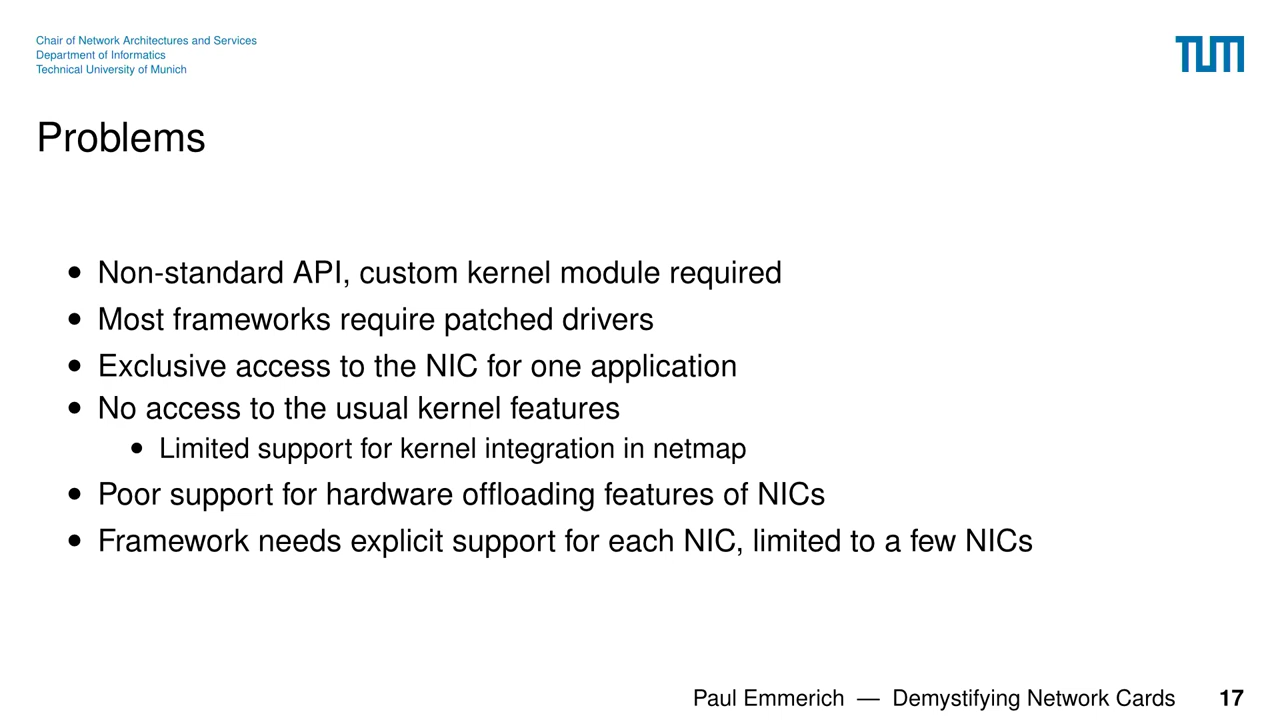 Chair of Network Architectures and Services
Department of Informatics
Technical University of Munich
TUM
Problems
• Non-standard API, custom kernel module required
• Most frameworks require patched drivers
• Exclusive access to the NIC for one application
• No access to the usual kernel features
• Limited support for kernel integration in netmap
• Poor support for hardware offloading features of NICs
• Framework needs explicit support for each NIC, limited to a few NICs
Paul Emmerich — Demystifying Network Cards 17